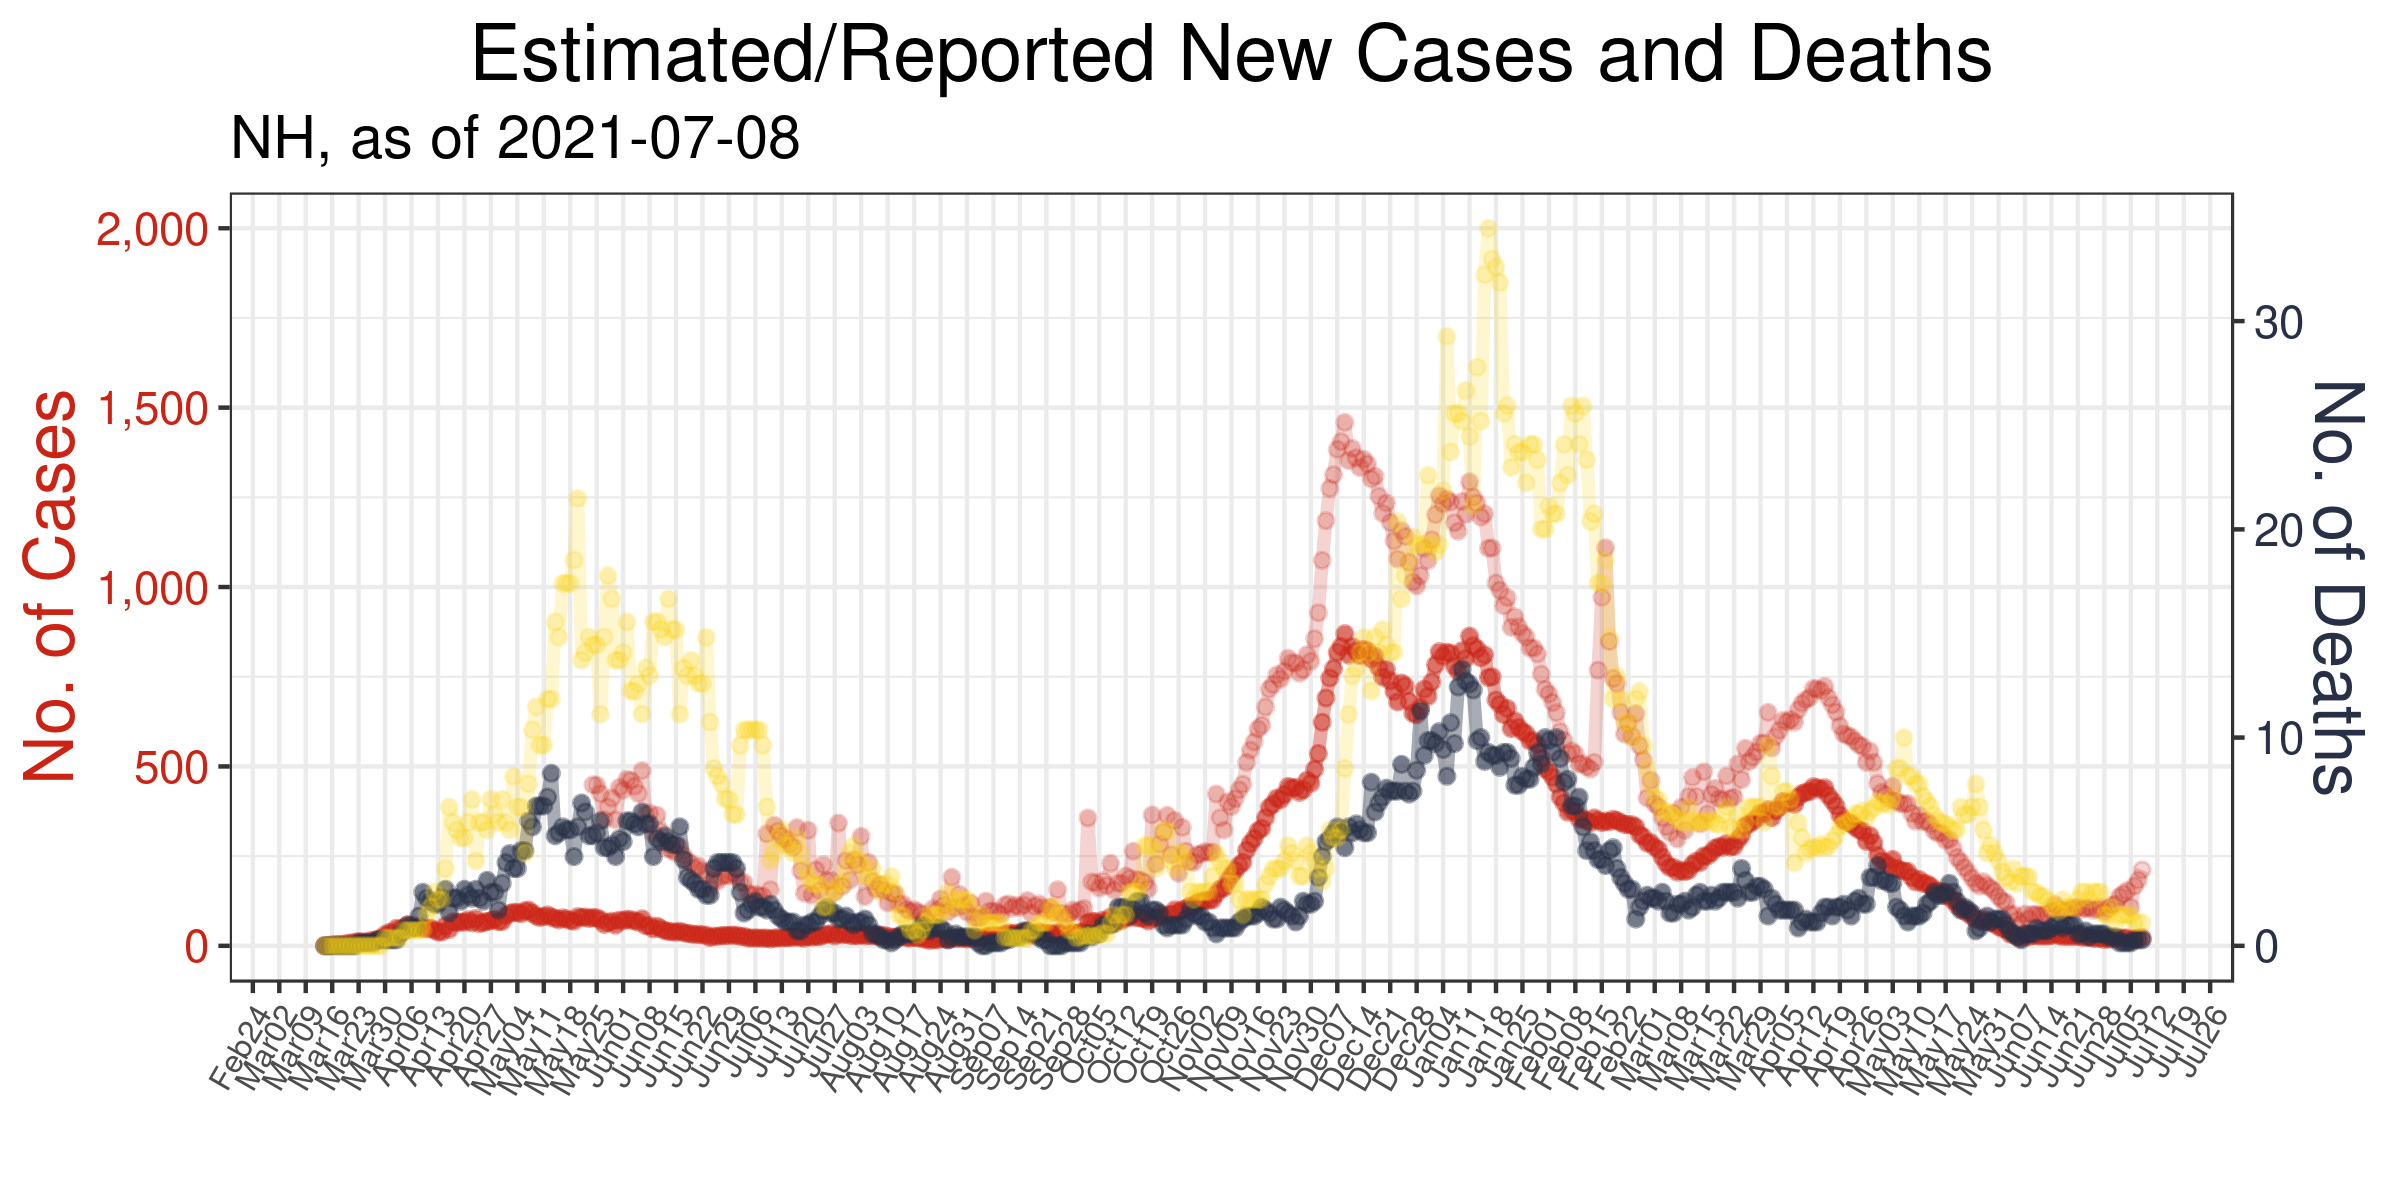 Estimated/Reported New Cases and Deaths
NH, as of 2021-07-08
No. of Cases
2,000
1,500
1,000
500
0
30
20
10
0
No. of Deaths
Feb24
Mar02
Mar09
Mar16
Mar23
Mar30
Apr06
Apr13
Apr20
Apr27
May04
May11
May18
May25
Jun01
Jun08
Jun15
Jun22
Jun29
Jul06
Jul13
Jul20
Jul27
Aug03
Aug10
Aug17
Aug24
Aug31
Sep07
Sep14
Sep21
Sep28
Oct05
Oct12
Oct19
Oct26
Nov02
Nov09
Nov16
Nov23
Nov30
Dec07
Dec14
Dec21
Dec28
Jan04
Jan11
Jan18
Jan25
Feb01
Feb08
Feb15
Feb22
Mar01
Mar08
Mar15
Mar22
Mar29
Apr05
Apr12
Apr19
Apr26
May03
May10
May17
May24
May31
Jun07
Jun14
Jun21
Jun28
Jul05
Jul12
Jul19
Jul26